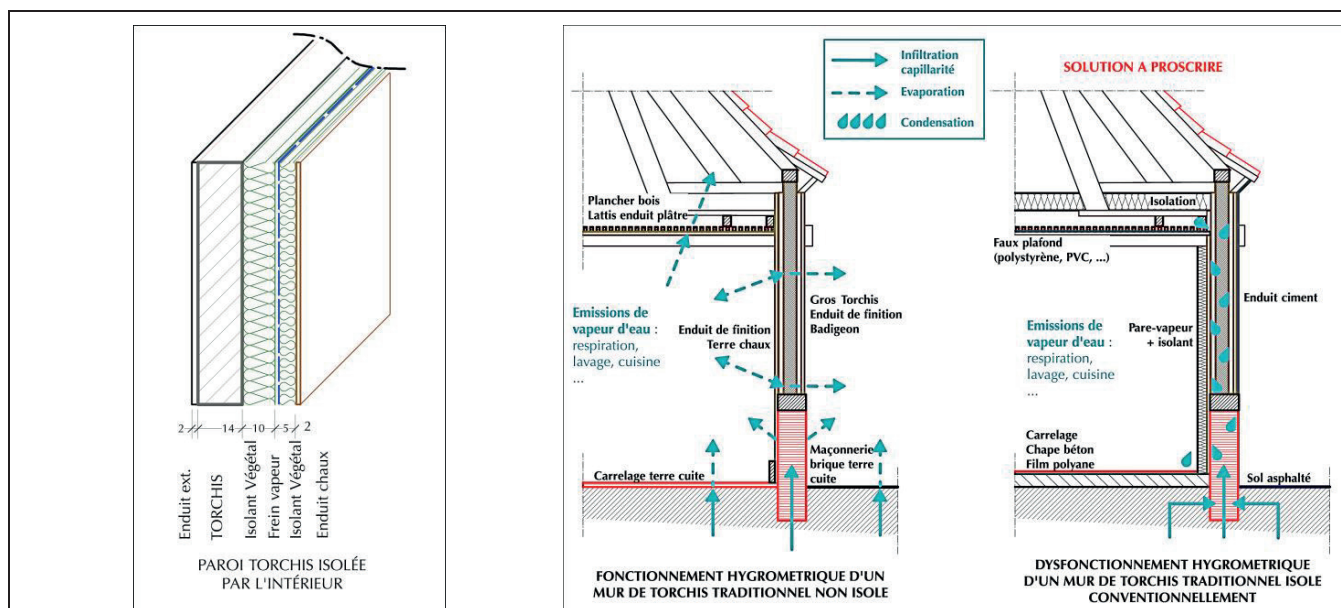 2
14
10
5
2
Enduit ext.
TORCHIS
Isolant Végétal
Frein vapeur
Isolant Végétal
Enduit chaux
PAROI TORCHIS ISOLÉE
PAR L'INTÉRIEUR
Infiltration
capillarité
Evaporation
Condensation
Plancher bois
Lattis enduit plâtre
Emissions de
vapeur d'eau :
respiration,
lavage, cuisine
...
Enduit de finition
Terre chaux
Gros Torchis
Enduit de finition
Badigeon
Maçonnerie
brique terre
cuite
Carrelage terre cuite
FONCTIONNEMENT HYGROMETRIQUE D'UN
MUR DE TORCHIS TRADITIONNEL NON ISOLE
SOLUTION A PROSCRIRE
Isolation
Faux plafond
(polystyrène, PVC, ...)
Enduit ciment
Emissions de
vapeur d'eau :
respiration,
lavage, cuisine
...
Pare-vapeur
+ isolant
Carrelage
Chape béton
Film polyane
Sol asphalté
DYSFONCTIONNEMENT HYGROMETRIQUE
D'UN MUR DE TORCHIS TRADITIONNEL ISOLE
CONVENTIONNELLEMENT